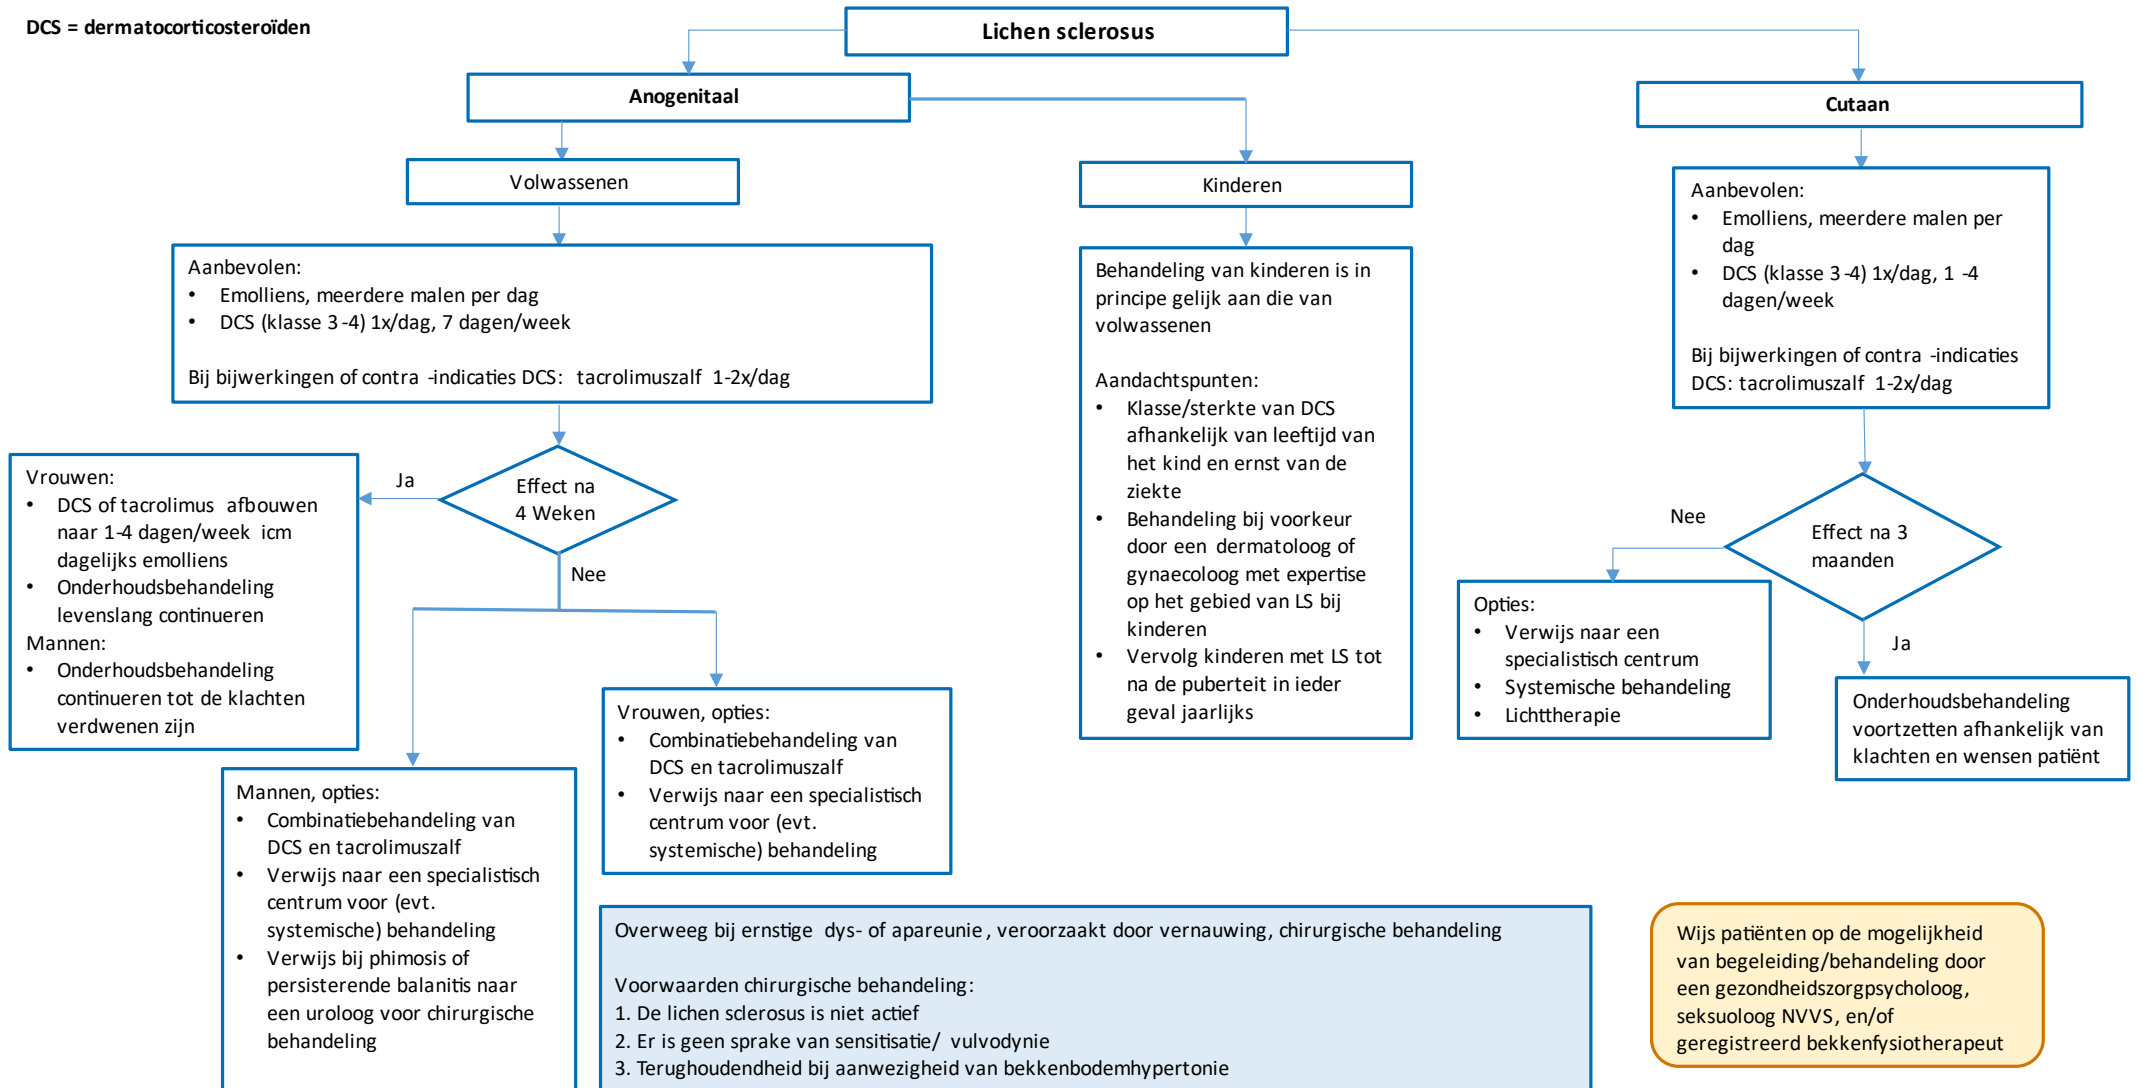 DCS = dermatocorticosteroïden
Lichen sclerosus
Anogenitaal
Cutaan
Volwassenen
Kinderen
Aanbevolen:
• Emolliens, meerdere malen per dag
• DCS (klasse 3-4) 1x/dag, 7 dagen/week
Bij bijwerkingen of contra-indicaties DCS: tacrolimuszalf 1-2x/dag
Effect na
4 Weken
Ja
Nee
Vrouwen:
• DCS of tacrolimus afbouwen
naar 1-4 dagen/week icm
dagelijks emolliens
• Onderhoudsbehandeling
levenslang continueren
Mannen:
• Onderhoudsbehandeling
continueren tot de klachten
verdwenen zijn
Mannen, opties:
• Combinatiebehandeling van
DCS en tacrolimuszalf
• Verwijs naar een specialistisch
centrum voor (evt.
systemische) behandeling
• Verwijs bij phimosis of
persisterende balanitis naar
een uroloog voor chirurgische
behandeling
Vrouwen, opties:
• Combinatiebehandeling van
DCS en tacrolimuszalf
• Verwijs naar een specialistisch
centrum voor (evt.
systemische) behandeling
Behandeling van kinderen is in
principe gelijk aan die van
volwassenen
Aandachtspunten:
• Klasse/sterkte van DCS
afhankelijk van leeftijd van
het kind en ernst van de
ziekte
• Behandeling bij voorkeur
door een dermatoloog of
gynaecoloog met expertise
op het gebied van LS bij
kinderen
• Vervolg kinderen met LS tot
na de puberteit in ieder
geval jaarlijks
Aanbevolen:
• Emolliens, meerdere malen per
dag
• DCS (klasse 3-4) 1x/dag, 1-4
dagen/week
Bij bijwerkingen of contra-indicaties
DCS: tacrolimuszalf 1-2x/dag
Effect na 3
maanden
Nee
Ja
Opties:
• Verwijs naar een
specialistisch centrum
• Systemische behandeling
• Lichttherapie
Onderhoudsbehandeling
voortzetten afhankelijk van
klachten en wensen patiënt
Overweeg bij ernstige dys- of apareunie, veroorzaakt door vernauwing, chirurgische behandeling
Voorwaarden chirurgische behandeling:
1. De lichen sclerosus is niet actief
2. Er is geen sprake van sensitisatie/ vulvodynie
3. Terughoudendheid bij aanwezigheid van bekkenbodemhypertonie
Wijs patiënten op de mogelijkheid
van begeleiding/behandeling door
een gezondheidszorgpsycholoog,
seksuoloog NVVS, en/of
geregistreerd bekkenfysiotherapeut